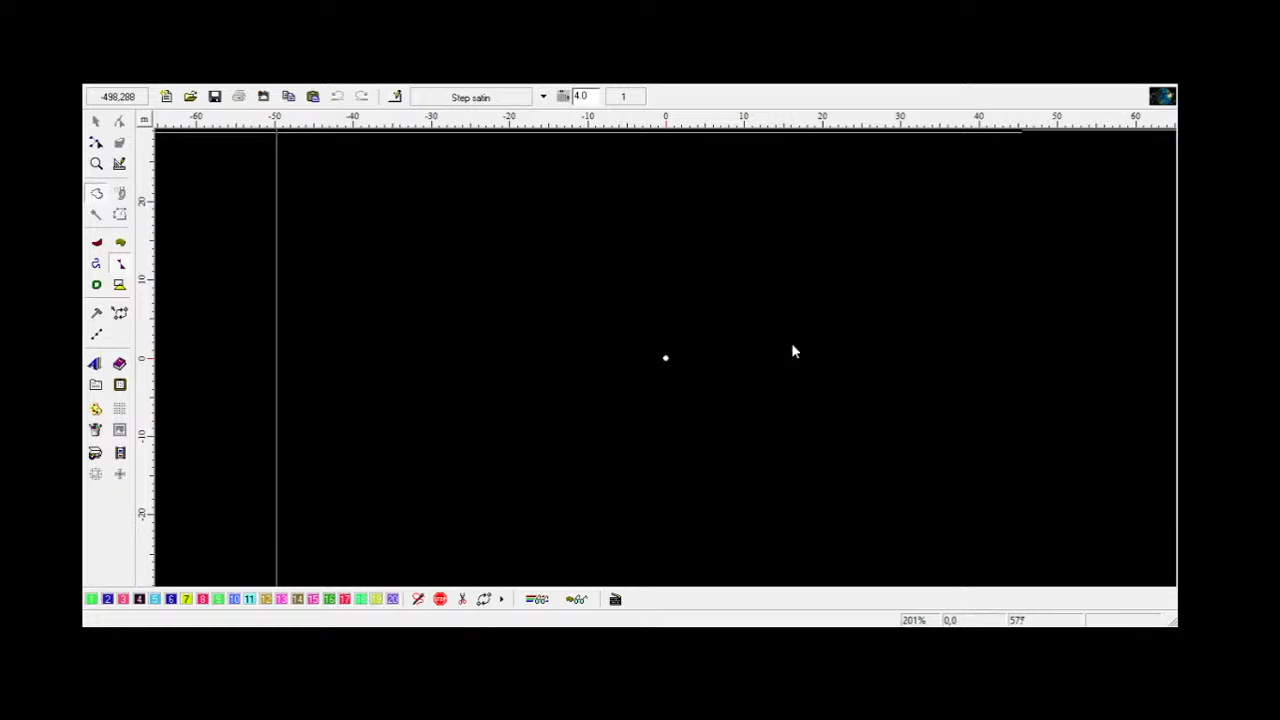 -498,288 Step satin 4.0 1
m -60 -50 -40 -30 -20 -10 0 10 20 30 40 50 60
20
10
0
-10
-20
1 2 3 4 5 6 7 8 9 10 11 12 13 14 15 16 17 18 19 20 STOP
201% 0,0 577